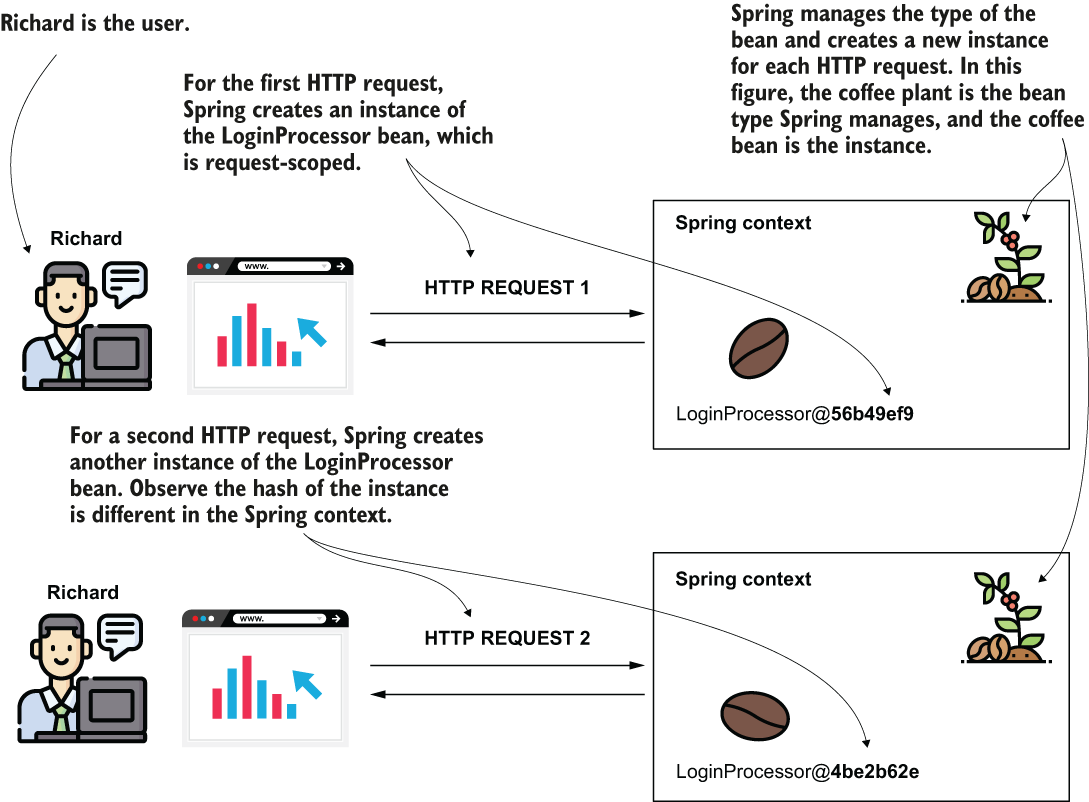 Richard is the user.
For the first HTTP request,
Spring creates an instance of
the LoginProcessor bean, which
is request-scoped.
Spring manages the type of the
bean and creates a new instance
for each HTTP request. In this
figure, the coffee plant is the bean
type Spring manages, and the coffee
bean is the instance.
Richard
www.
HTTP REQUEST 1
Spring context
LoginProcessor@56b49ef9
For a second HTTP request, Spring creates
another instance of the LoginProcessor
bean. Observe the hash of the instance
is different in the Spring context.
Richard
www.
HTTP REQUEST 2
Spring context
LoginProcessor@4be2b62e